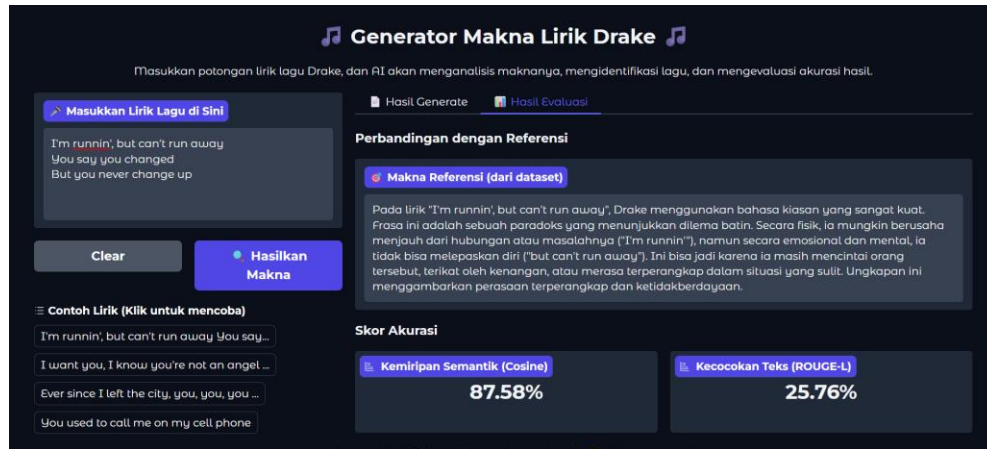 Generator Makna Lirik Drake
Masukkan potongan lirik lagu Drake, dan AI akan menganalisis maknanya, mengidentifikasi lagu, dan mengevaluasi akurasi hasil.
Masukkan Lirik Lagu di Sini
I'm runnin', but can't run away
You say you changed
But you never change up
Clear
Hasilkan
Makna
Contoh Lirik (Klik untuk mencoba)
I'm runnin', but can't run away You say...
I want you, I know you're not an angel ...
Ever since I left the city, you, you, you ...
You used to call me on my cell phone
Hasil Generate
Hasil Evaluasi
Perbandingan dengan Referensi
Makna Referensi (dari dataset)
Pada lirik "I'm runnin', but can't run away", Drake menggunakan bahasa kiasan yang sangat kuat.
Frasa ini adalah sebuah paradoks yang menunjukkan dilema batin. Secara fisik, ia mungkin berusaha
menjauh dari hubungan atau masalahnya ("I'm runnin'"), namun secara emosional dan mental, ia
tidak bisa melepaskan diri ("but can't run away"). Ini bisa jadi karena ia masih mencintai orang
tersebut, terikat oleh kenangan, atau merasa terperangkap dalam situasi yang sulit. Ungkapan ini
menggambarkan perasaan terperangkap dan ketidakberdayaan.
Skor Akurasi
Kemiripan Semantik (Cosine)
87.58%
Kecocokan Teks (ROUGE-L)
25.76%